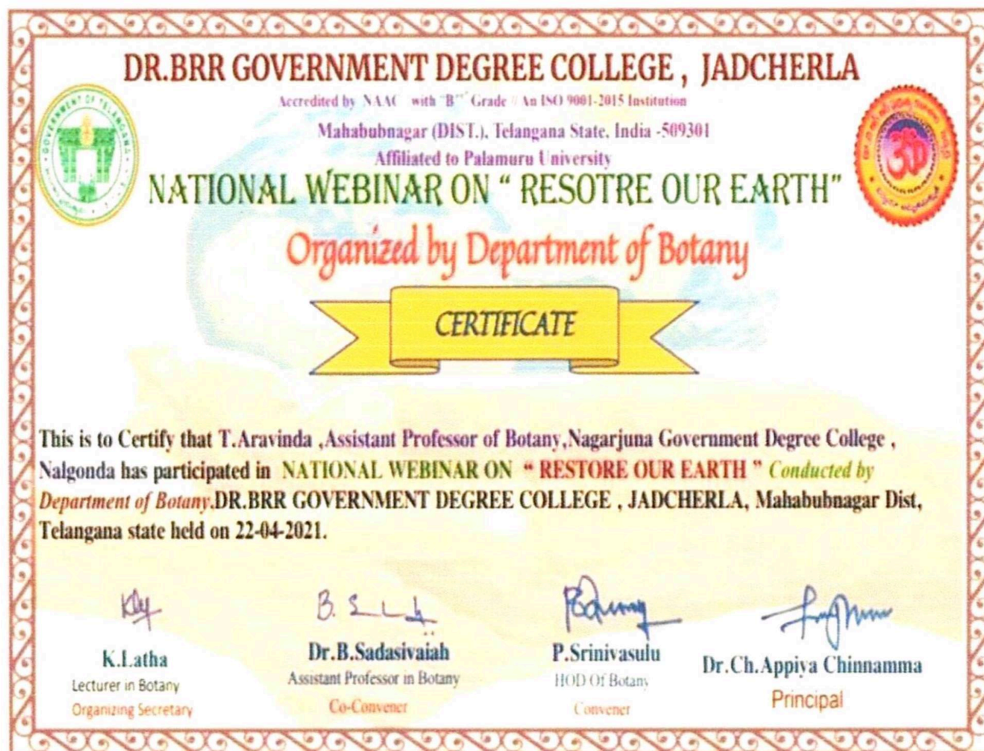 DR.BRR GOVERNMENT DEGREE COLLEGE , JADCHERLA
Accredited by NAAC with "B++" Grade An ISO 9001-2015 Institution
Mahabubnagar (DIST.), Telangana State, India -509301
Affiliated to Palamuru University
NATIONAL WEBINAR ON “ RESOTRE OUR EARTH”
Organized by Department of Botany
CERTIFICATE
This is to Certify that T.Aravinda ,Assistant Professor of Botany,Nagarjuna Government Degree College ,
Nalgonda has participated in NATIONAL WEBINAR ON “ RESTORE OUR EARTH ” Conducted by
Department of Botany,DR.BRR GOVERNMENT DEGREE COLLEGE , JADCHERLA, Mahabubnagar Dist,
Telangana state held on 22-04-2021.
K.Latha
Lecturer in Botany
Organizing Secretary
Dr.B.Sadasivaiah
Assistant Professor in Botany
Co-Convener
P.Srinivasulu
HOD Of Botany
Convener
Dr.Ch.Appiya Chinnamma
Principal
GOVERNMENT OF TELANGANA